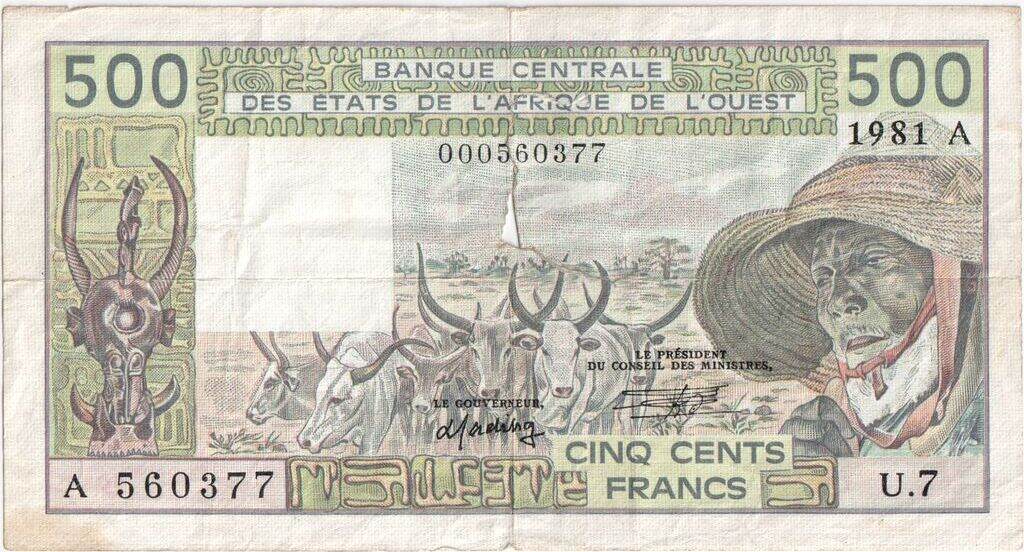 500
BANQUE CENTRALE
500
DES ÉTATS DE L'AFRIQUE DE L'OUEST
1981 A
000560377
LE PRÉSIDENT
DU CONSEIL DES MINISTRES,
LE GOUVERNEUR,
CINQ CENTS
FRANCS
A 560377
U.7